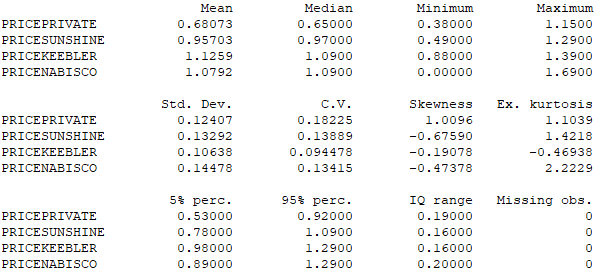 Mean Median Minimum Maximum
PRICEPRIVATE 0.68073 0.65000 0.38000 1.1500
PRICESUNSHINE 0.95703 0.97000 0.49000 1.2900
PRICEKEEBLER 1.1259 1.0900 0.88000 1.3900
PRICENABISCO 1.0792 1.0900 0.00000 1.6900
Std. Dev. C.V. Skewness Ex. kurtosis
PRICEPRIVATE 0.12407 0.18225 1.0096 1.1039
PRICESUNSHINE 0.13292 0.13889 -0.67590 1.4218
PRICEKEEBLER 0.10638 0.094478 -0.19078 -0.46938
PRICENABISCO 0.14478 0.13415 -0.47378 2.2229
5% perc. 95% perc. IQ range Missing obs.
PRICEPRIVATE 0.53000 0.92000 0.19000 0
PRICESUNSHINE 0.78000 1.0900 0.16000 0
PRICEKEEBLER 0.98000 1.2900 0.16000 0
PRICENABISCO 0.89000 1.2900 0.20000 0